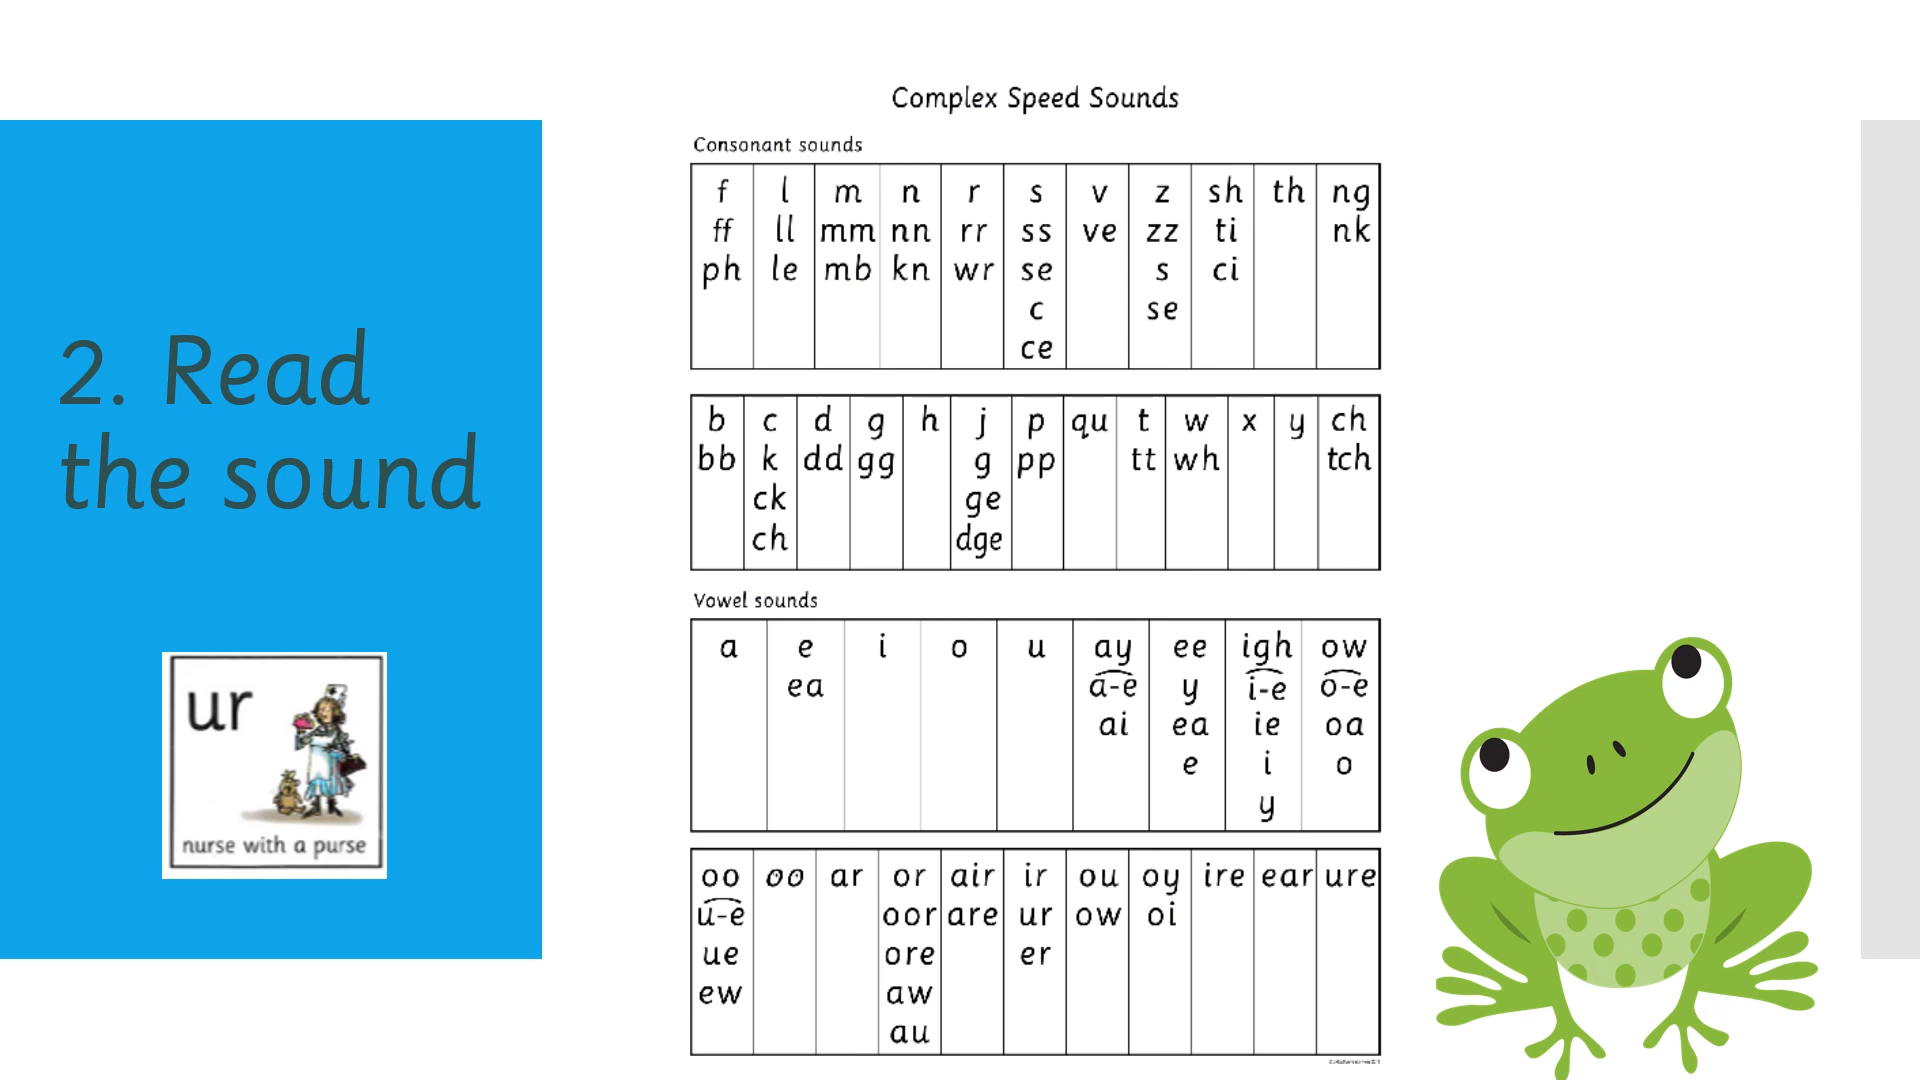 2. Read
the sound
ur
nurse with a purse
Complex Speed Sounds
Consonant sounds
f l m n r s v z sh th ng
ff ll mm nn rr ss ve zz ti nk
ph le mb kn wr se s ci
c se
ce
b c d g h j p qu t w x y ch
bb k dd gg g pp tt wh tch
ck ge
ch dge
Vowel sounds
a e i o u ay ee igh ow
ea a-e y i-e o-e
ai ea ie oa
e i o
y
oo oo ar or air ir ou oy ire ear ure
u-e oor are ur ow oi
ue ore er
ew aw
au